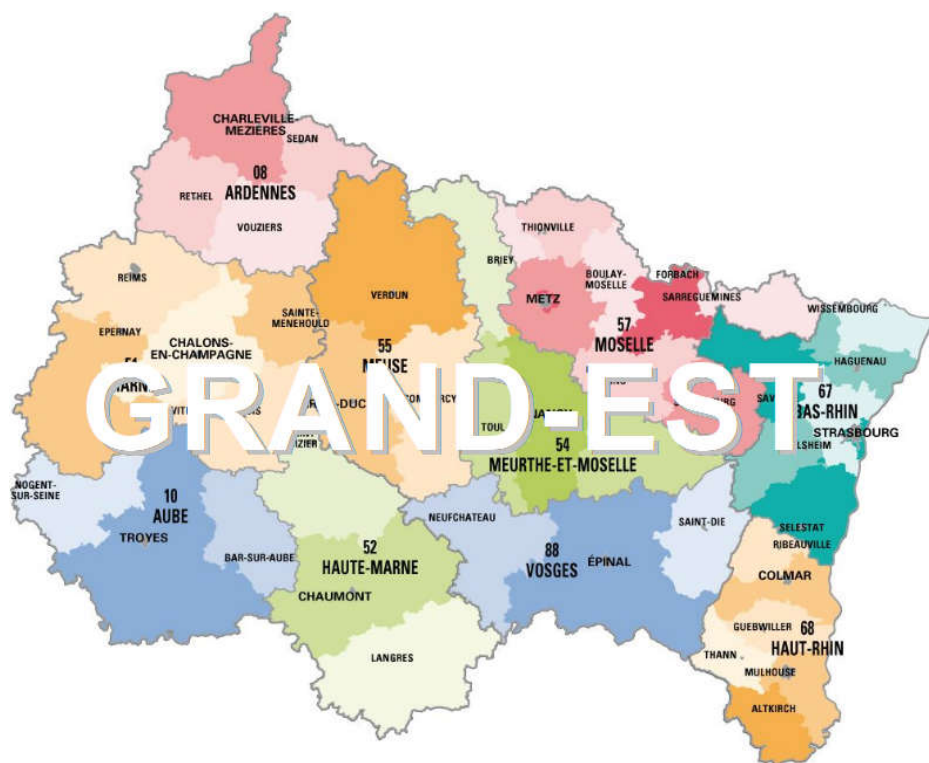 CHARLEVILLE-
MEZIÈRES
SEDAN
08
ARDENNES
RETHEL
VOUZIERS
THIONVILLE
BRIEY
REIMS
BOULAY-
MOSELLE
FORBACH
METZ
SARREGUEMINES
VERDUN
WISSEMBOURG
SAINTE-
MENEHOULD
57
MOSELLE
EPERNAY
CHALONS-
EN-CHAMPAGNE
55
MEUSE
HAGUENAU
67
BAS-RHIN
GRAND-EST
TOUL
STRASBOURG
54
MEURTHE-ET-MOSELLE
NOGENT-
SUR-SEINE
10
AUBE
TROYES
NEUFCHATEAU
SAINT-DIE
SELESTAT
RIBEAUVILLE
BAR-SUR-AUBE
52
HAUTE-MARNE
88
VOSGES
ÉPINAL
COLMAR
CHAUMONT
GUEBWILLER
68
HAUT-RHIN
THANN
MULHOUSE
LANGRES
ALTKIRCH